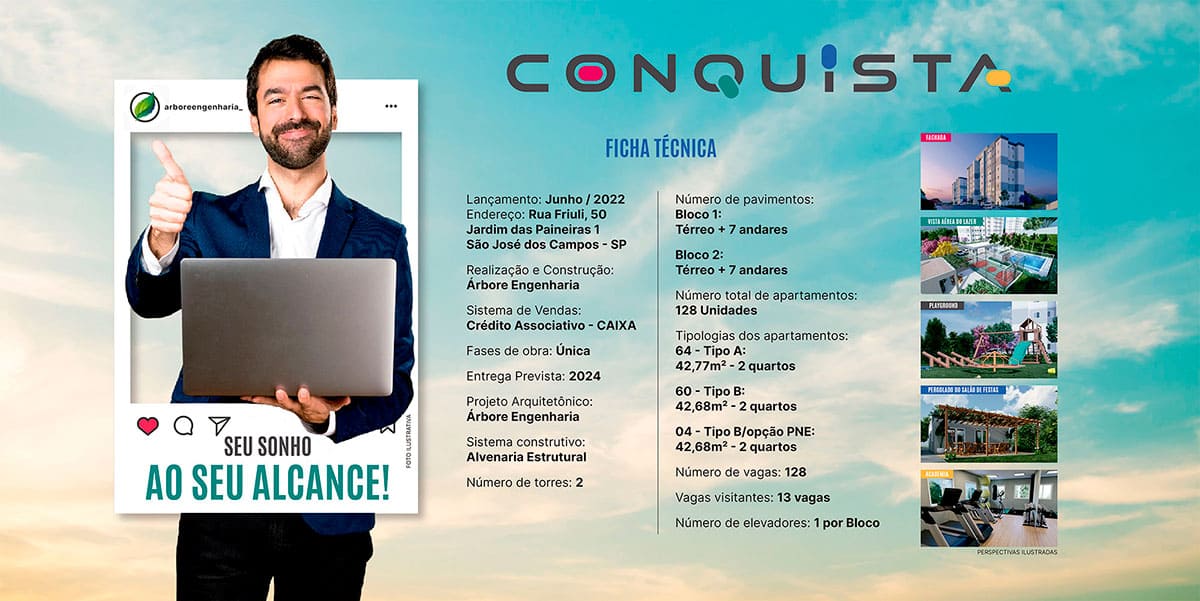 arboreengenharia_
SEU SONHO
AO SEU ALCANCE!
FOTO ILUSTRATIVA
CONQUISTA
FICHA TÉCNICA
Lançamento: Junho / 2022
Endereço: Rua Friuli, 50
Jardim das Paineiras 1
São José dos Campos - SP
Realização e Construção:
Árbore Engenharia
Sistema de Vendas:
Crédito Associativo - CAIXA
Fases de obra: Única
Entrega Prevista: 2024
Projeto Arquitetônico:
Árbore Engenharia
Sistema construtivo:
Alvenaria Estrutural
Número de torres: 2
Número de pavimentos:
Bloco 1:
Térreo + 7 andares
Bloco 2:
Térreo + 7 andares
Número total de apartamentos:
128 Unidades
Tipologias dos apartamentos:
64 - Tipo A:
42,77m² - 2 quartos
60 - Tipo B:
42,68m² - 2 quartos
04 - Tipo B/opção PNE:
42,68m² - 2 quartos
Número de vagas: 128
Vagas visitantes: 13 vagas
Número de elevadores: 1 por Bloco
FACHADA
VISTA AÉREA DO LAZER
PLAYGROUND
PERGOLADO DO SALÃO DE FESTAS
ACADEMIA
PERSPECTIVAS ILUSTRADAS